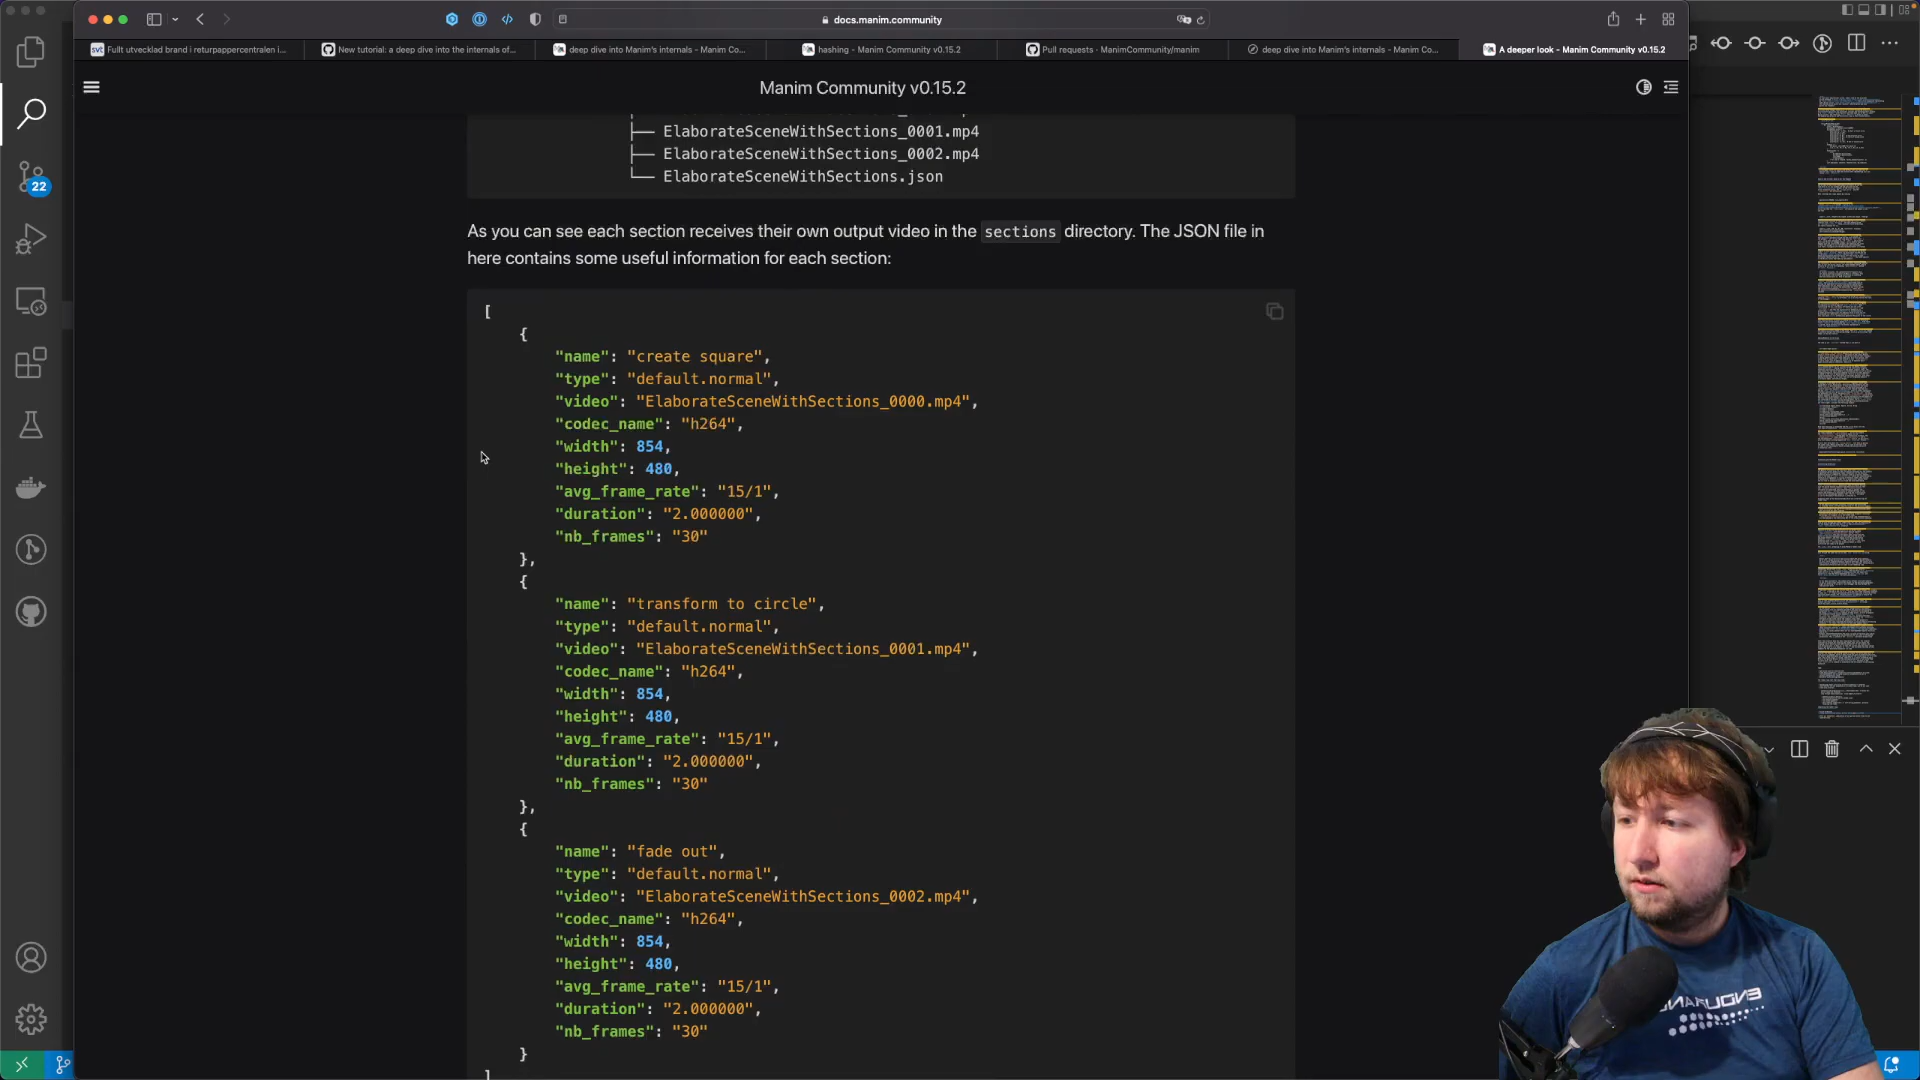 docs.manim.community
Fullt utvecklad brand i returpappercentralen i...
New tutorial: a deep dive into the internals of...
deep dive into Manim's internals - Manim Co...
hashing - Manim Community v0.15.2
Pull requests · ManimCommunity/manim
deep dive into Manim's internals - Manim Co...
A deeper look - Manim Community v0.15.2
Manim Community v0.15.2
├── ElaborateSceneWithSections_0001.mp4
├── ElaborateSceneWithSections_0002.mp4
└── ElaborateSceneWithSections.json
As you can see each section receives their own output video in the sections directory. The JSON file in
here contains some useful information for each section:
[
{
"name": "create square",
"type": "default.normal",
"video": "ElaborateSceneWithSections_0000.mp4",
"codec_name": "h264",
"width": 854,
"height": 480,
"avg_frame_rate": "15/1",
"duration": "2.000000",
"nb_frames": "30"
},
{
"name": "transform to circle",
"type": "default.normal",
"video": "ElaborateSceneWithSections_0001.mp4",
"codec_name": "h264",
"width": 854,
"height": 480,
"avg_frame_rate": "15/1",
"duration": "2.000000",
"nb_frames": "30"
},
{
"name": "fade out",
"type": "default.normal",
"video": "ElaborateSceneWithSections_0002.mp4",
"codec_name": "h264",
"width": 854,
"height": 480,
"avg_frame_rate": "15/1",
"duration": "2.000000",
"nb_frames": "30"
}
]
22
svt